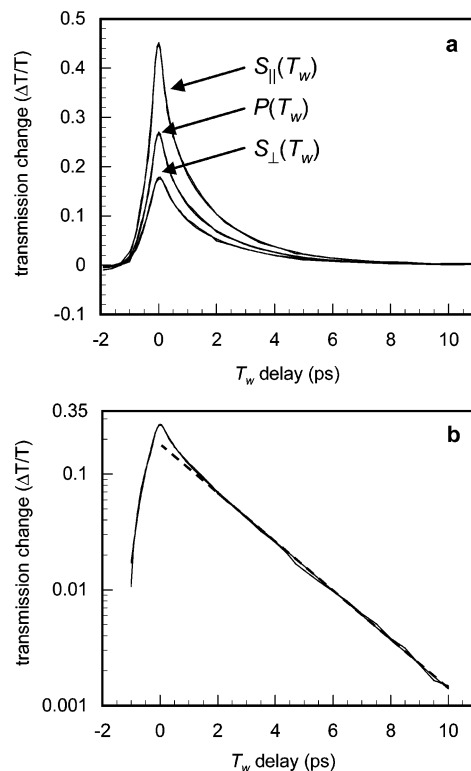 a
0.5
0.4
0.3
0.2
0.1
0
-0.1
transmission change (ΔT/T)
S||(Tw)
P(Tw)
S⊥(Tw)
-2 0 2 4 6 8 10
Tw delay (ps)
b
0.35
0.1
0.01
0.001
transmission change (ΔT/T)
-2 0 2 4 6 8 10
Tw delay (ps)